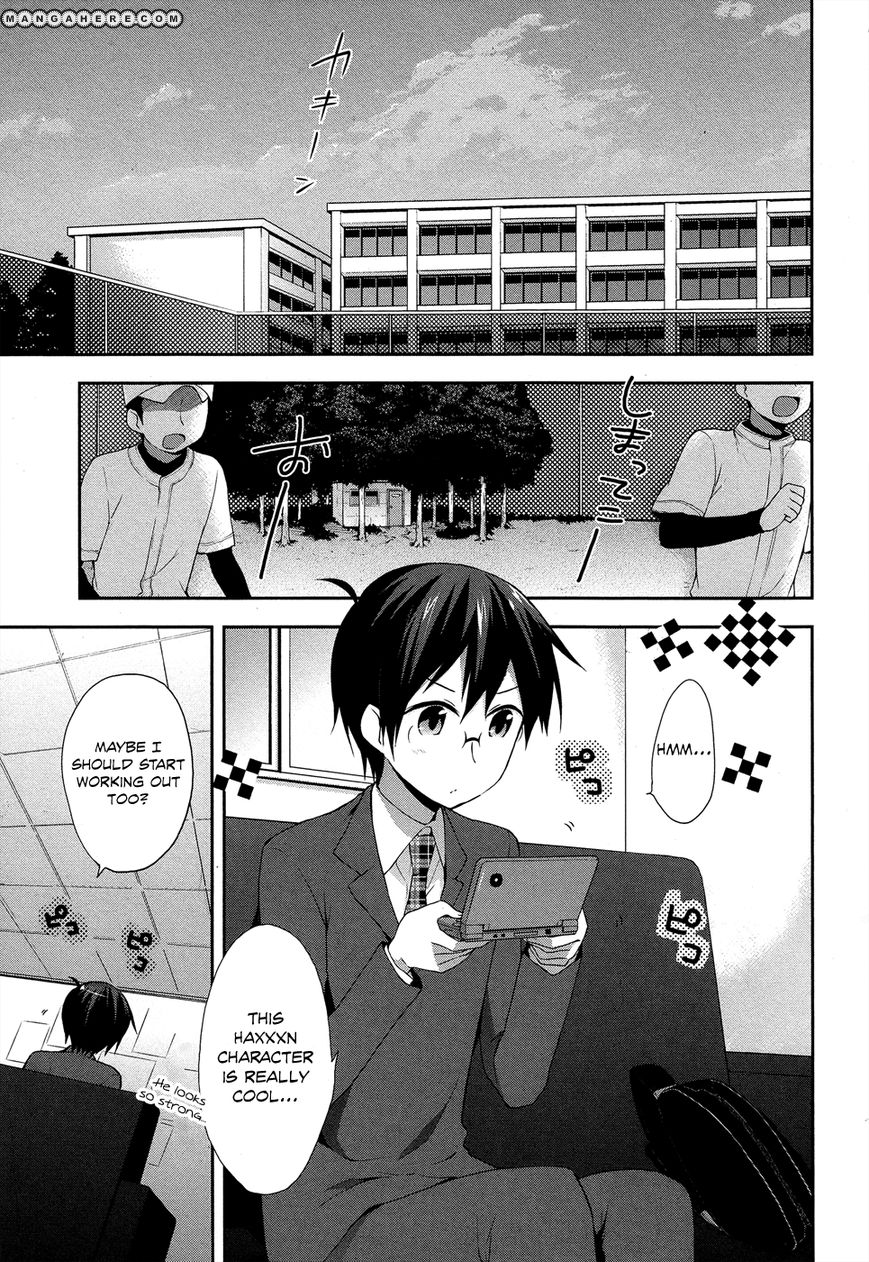 MANGAHERE.COM
カキーン
しまってこー
おー
HMM...
ピコ
ピコ
THIS
HAXXXN
CHARACTER
IS REALLY
COOL...
MAYBE I
SHOULD START
WORKING OUT
TOO?
ピコ
ピコ
He looks
so strong...